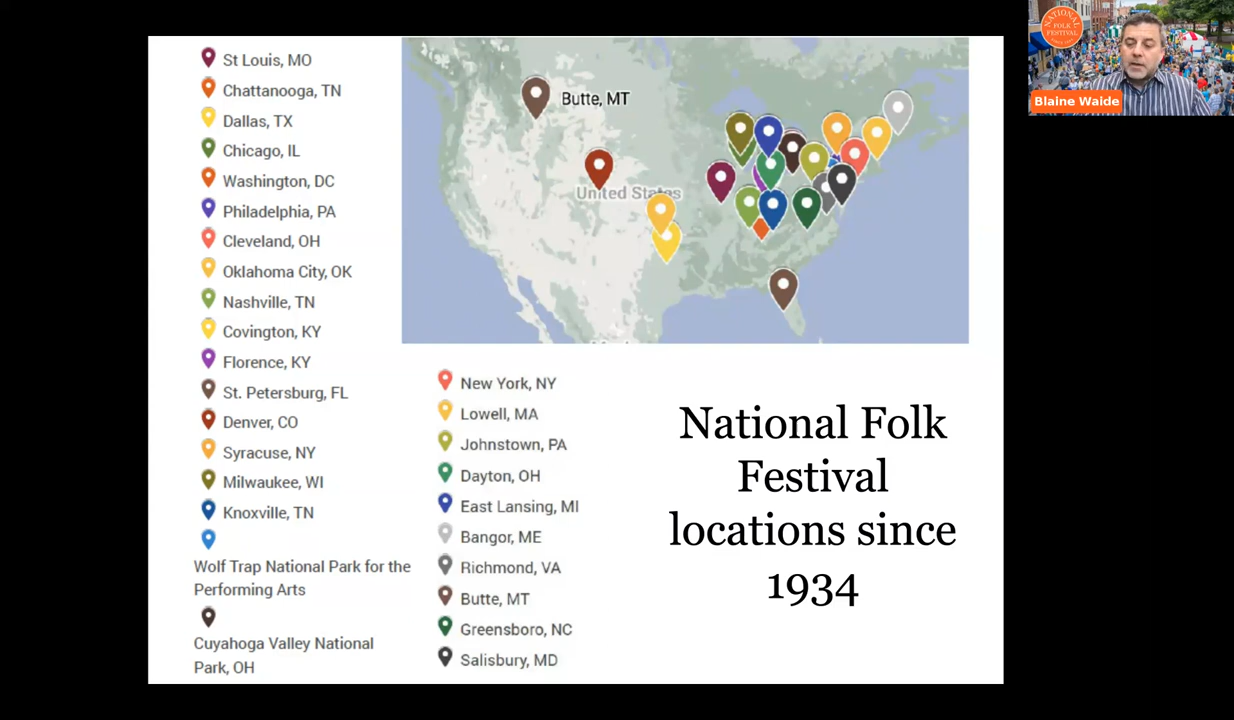 St Louis, MO
Chattanooga, TN
Dallas, TX
Chicago, IL
Washington, DC
Philadelphia, PA
Cleveland, OH
Oklahoma City, OK
Nashville, TN
Covington, KY
Florence, KY
St. Petersburg, FL
Denver, CO
Syracuse, NY
Milwaukee, WI
Knoxville, TN
Wolf Trap National Park for the
Performing Arts
Cuyahoga Valley National
Park, OH
Butte, MT
United States
New York, NY
Lowell, MA
Johnstown, PA
Dayton, OH
East Lansing, MI
Bangor, ME
Richmond, VA
Butte, MT
Greensboro, NC
Salisbury, MD
National Folk
Festival
locations since
1934
NATIONAL
FOLK
FESTIVAL
Blaine Waide